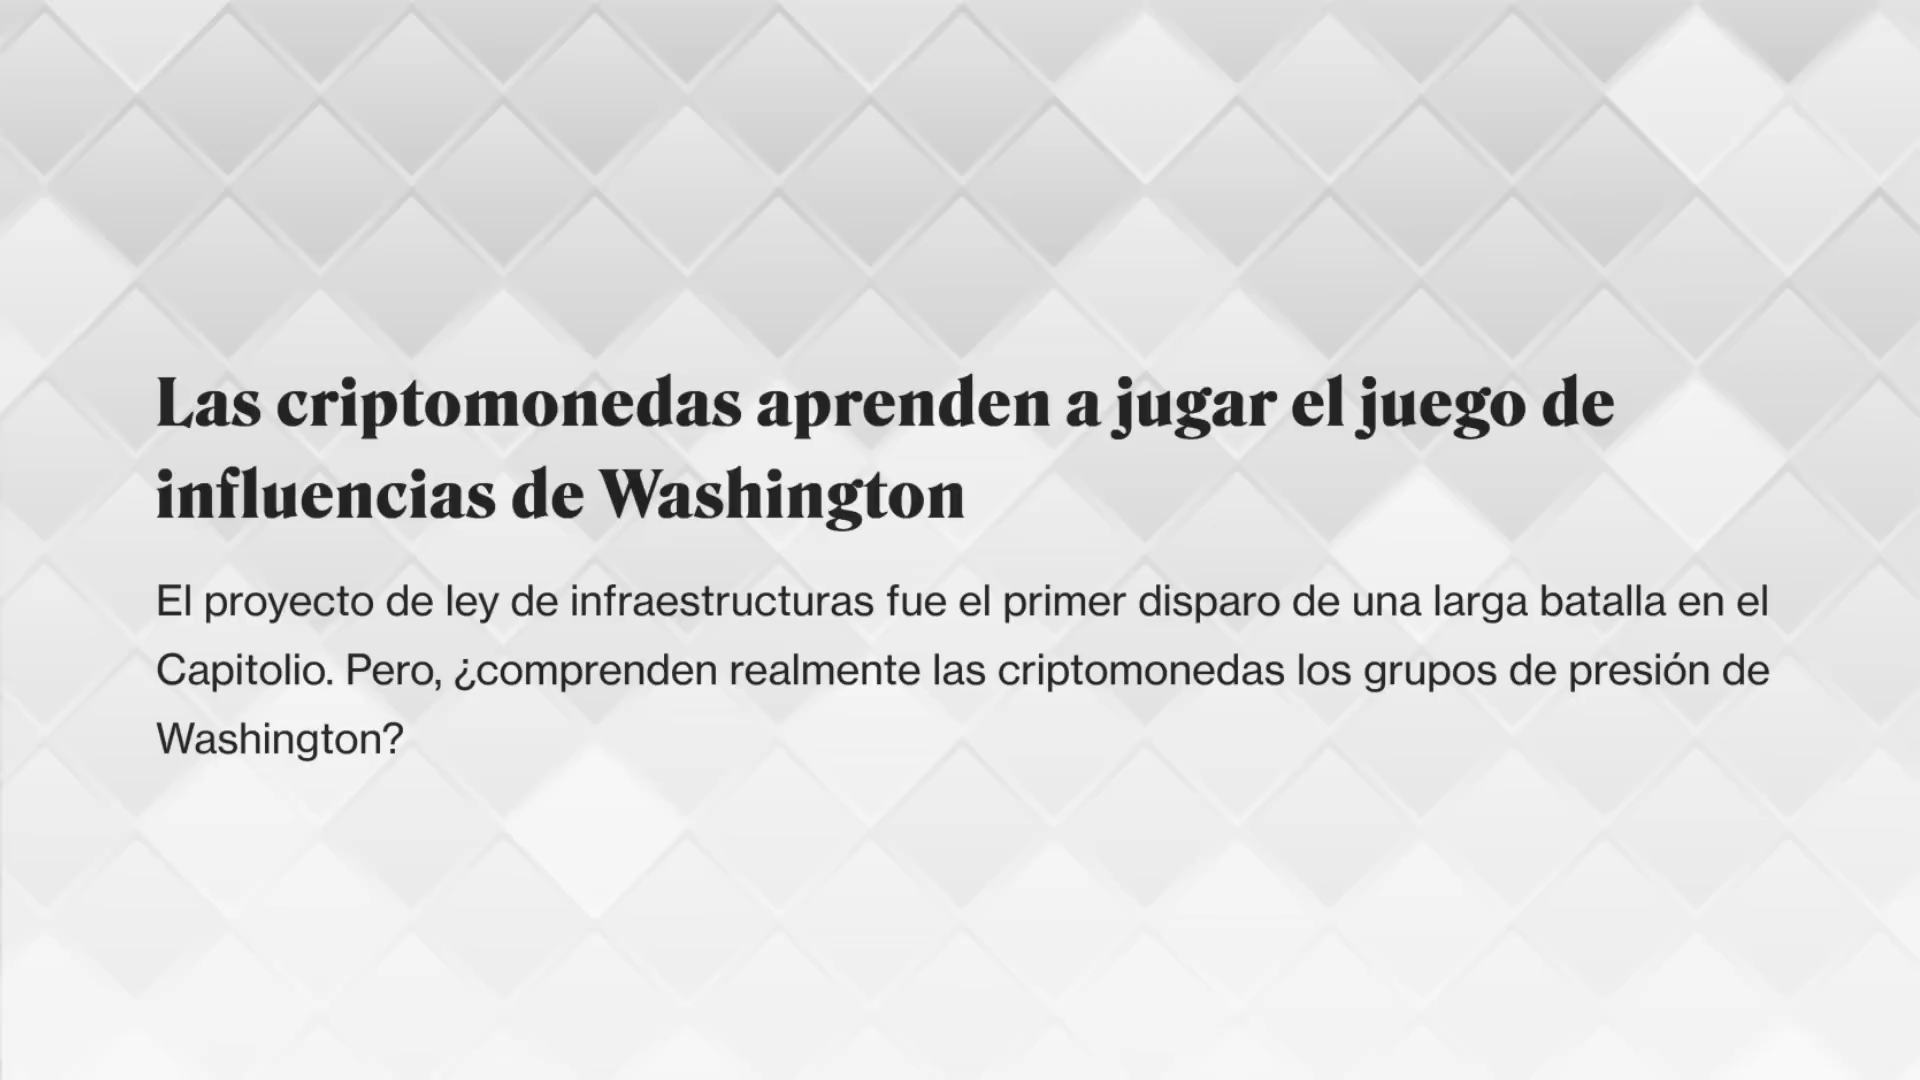 Las criptomonedas aprenden a jugar el juego de
influencias de Washington
El proyecto de ley de infraestructuras fue el primer disparo de una larga batalla en el
Capitolio. Pero, ¿comprenden realmente las criptomonedas los grupos de presión de
Washington?